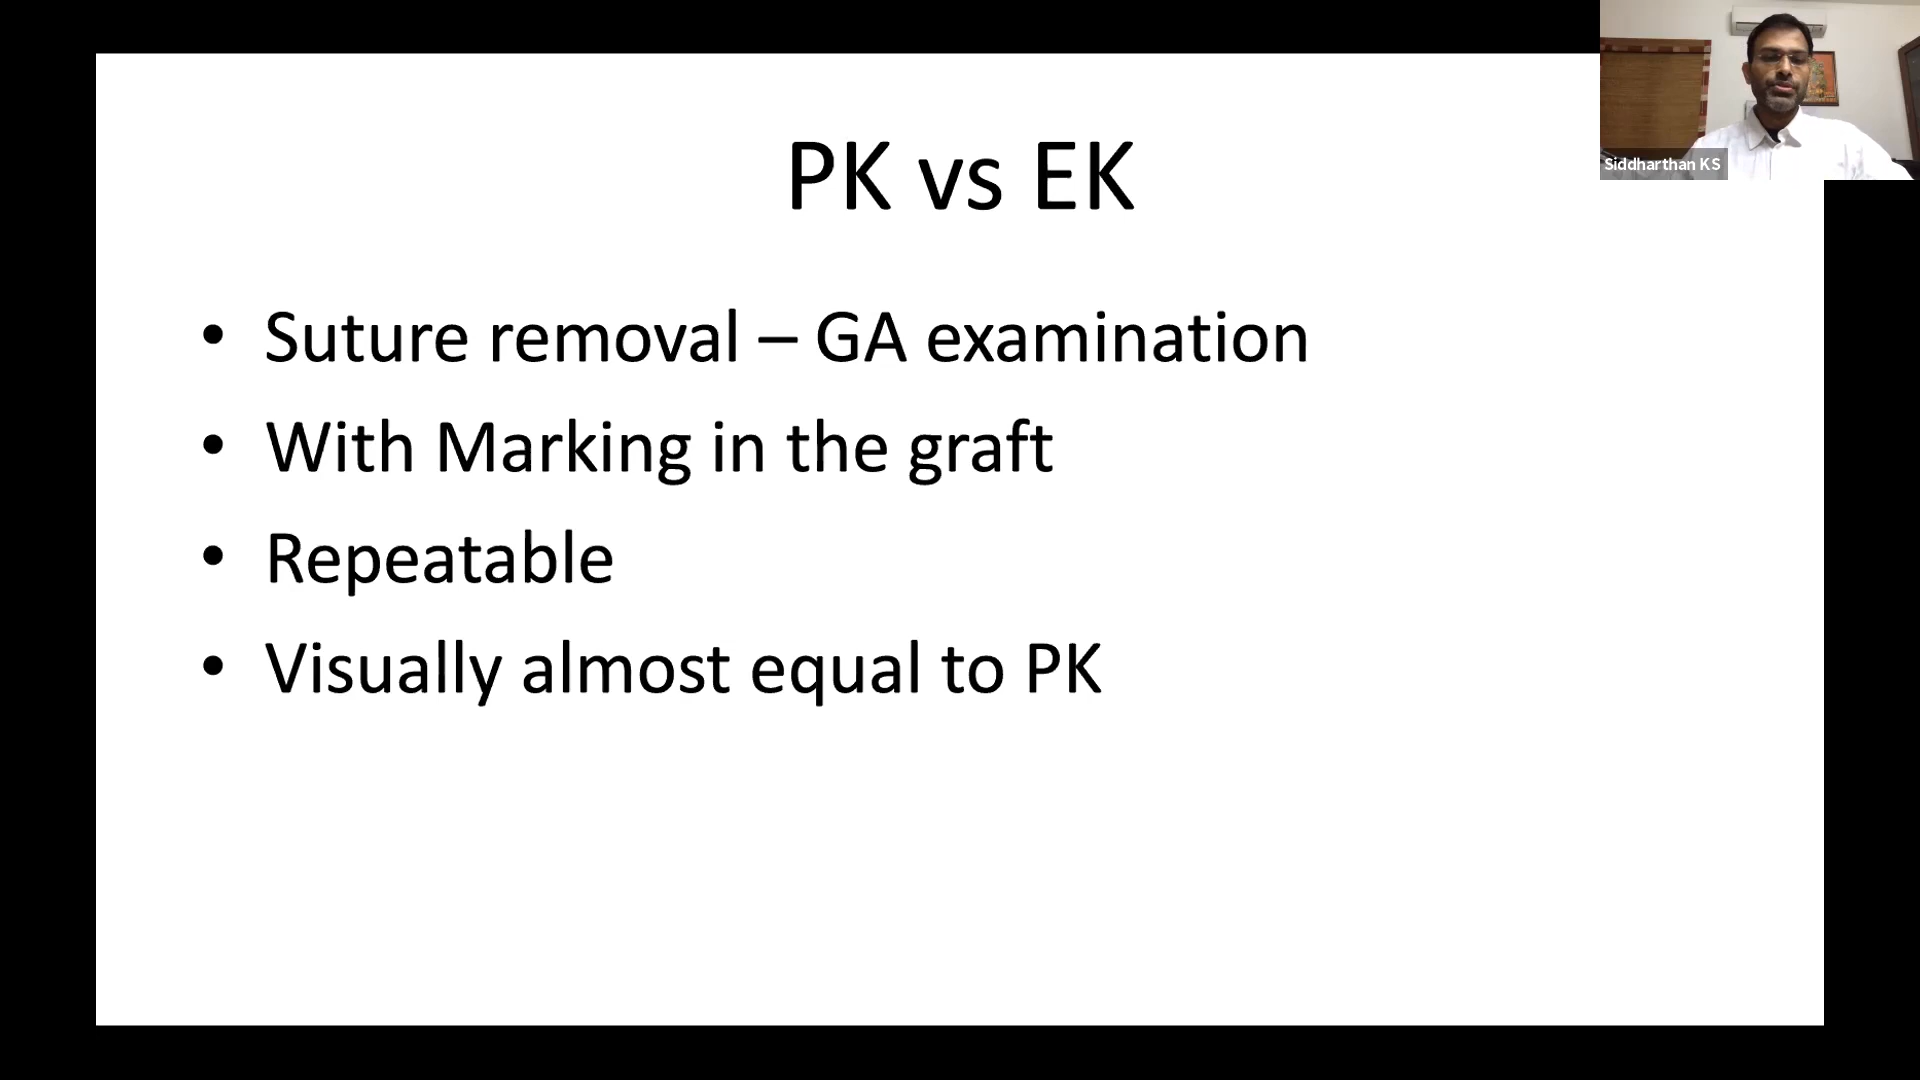 PK vs EK
Siddharthan KS
• Suture removal – GA examination
• With Marking in the graft
• Repeatable
• Visually almost equal to PK